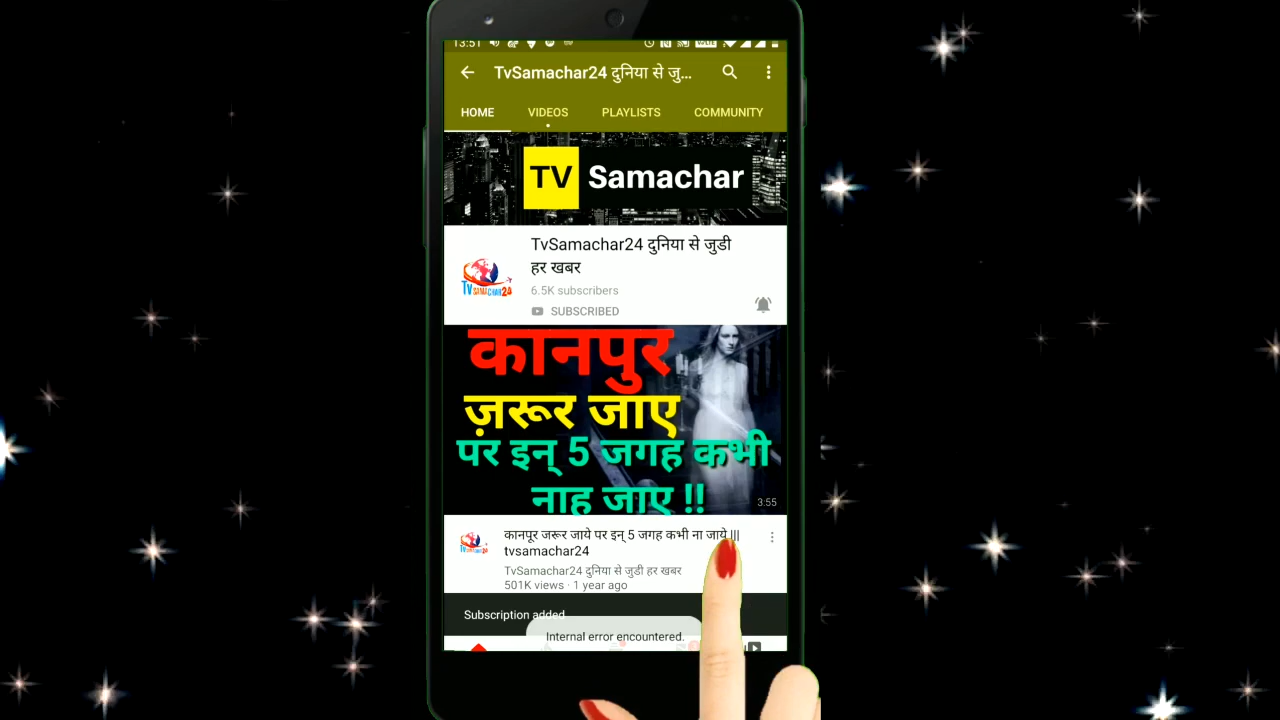 13:51
TvSamachar24 दुनिया से जु...
HOME VIDEOS PLAYLISTS COMMUNITY
TV Samachar
TvSamachar24 दुनिया से जुडी
हर खबर
6.5K subscribers
SUBSCRIBED
TV SAMACHAR24
कानपुर
ज़रूर जाए
पर इन् 5 जगह कभी
नाह जाए !!
3:55
कानपूर जरूर जाये पर इन् 5 जगह कभी ना जाये |||
tvsamachar24
TvSamachar24 दुनिया से जुडी हर खबर
501K views · 1 year ago
Subscription added
Internal error encountered.